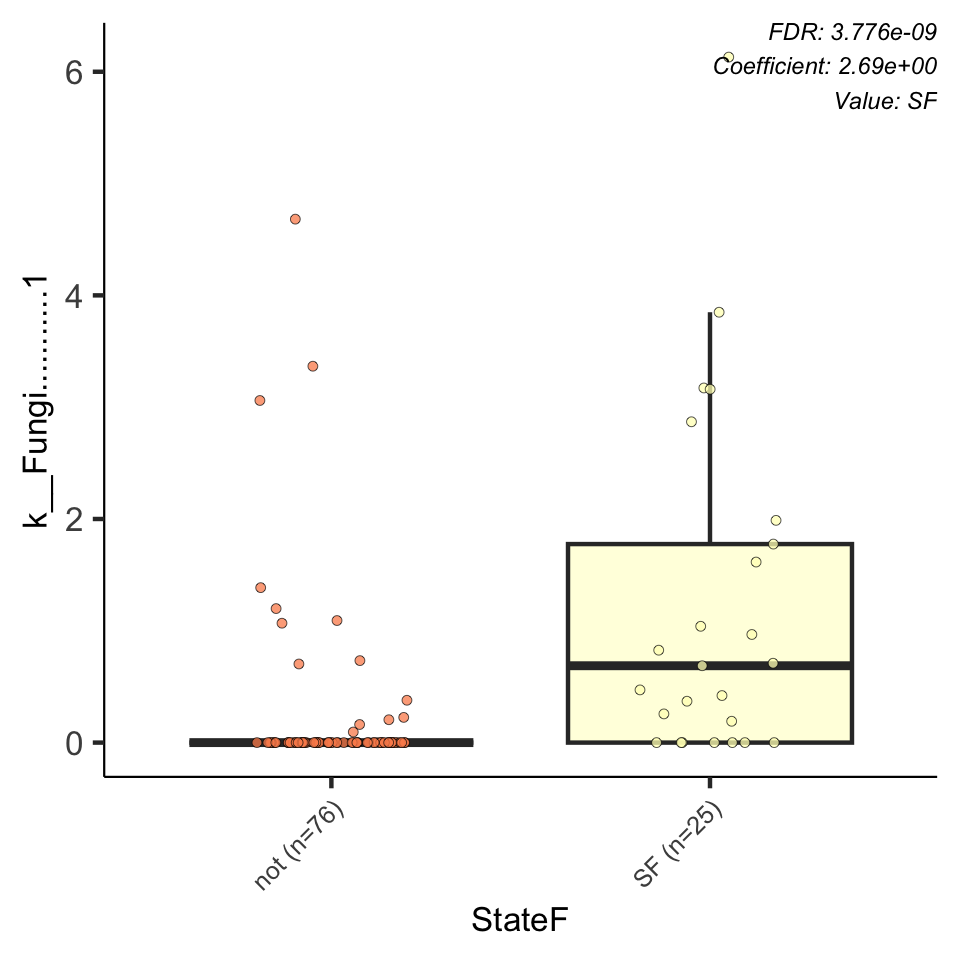 FDR: 3.776e-09
Coefficient: 2.69e+00
Value: SF
k__Fungi..........1
6
4
2
0
not (n=76)
SF (n=25)
StateF